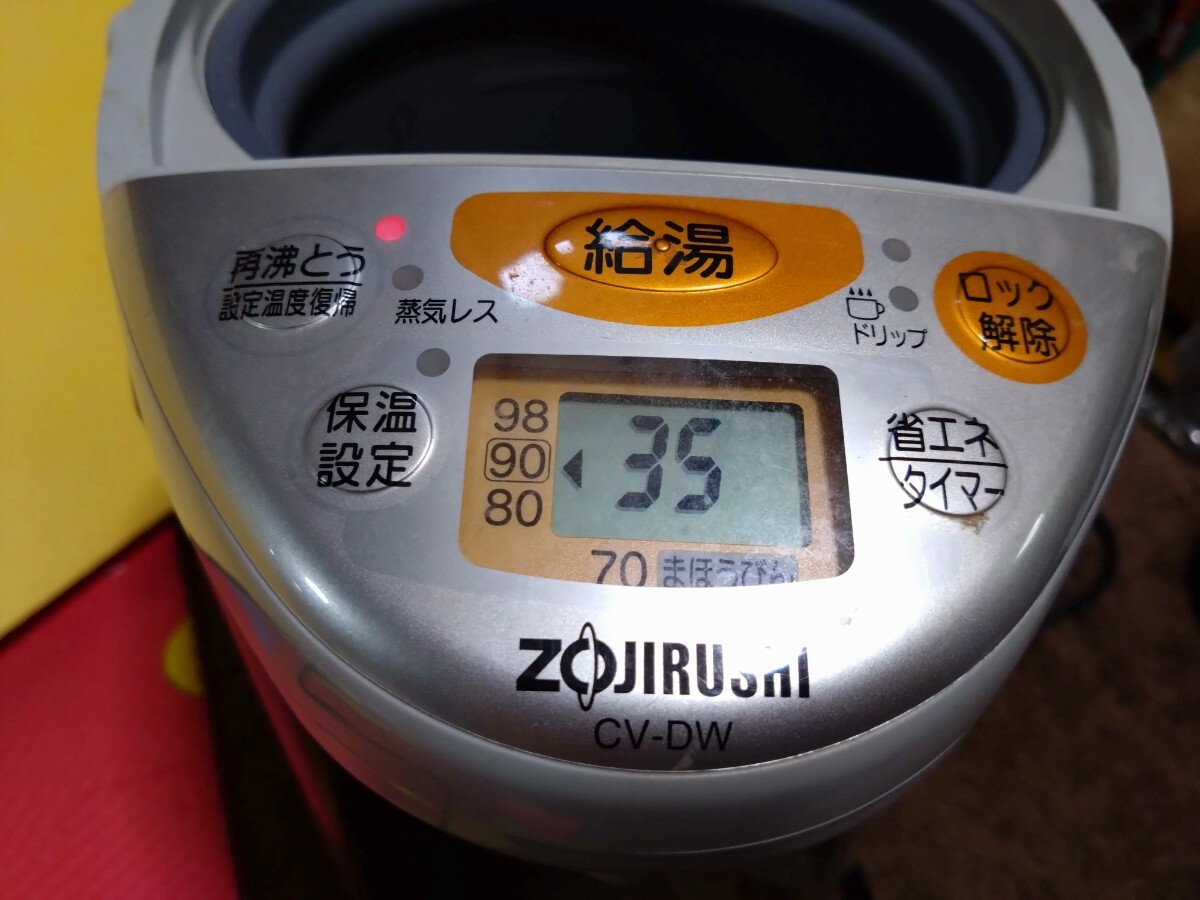 再沸とう
設定温度復帰
蒸気レス
給湯
ドリップ
ロック
解除
保温
設定
98
90
80
35
70 まほうびん
省エネ
タイマー
ZOJIRUSHI
CV-DW